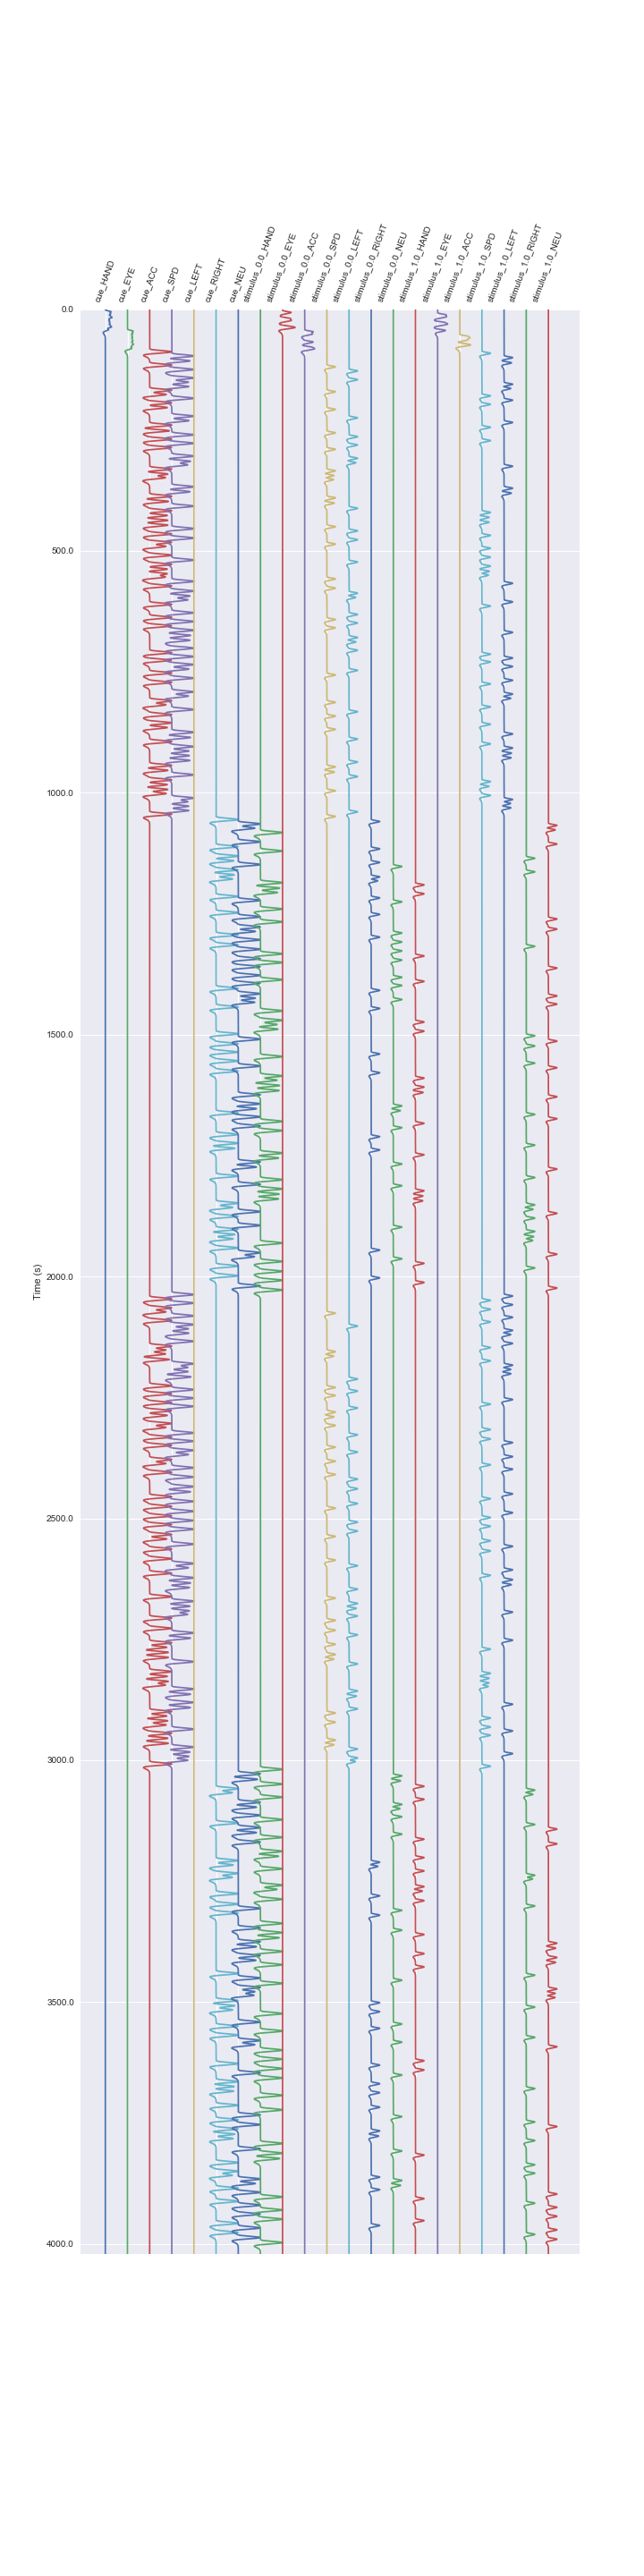 cue_HAND
cue_EYE
cue_ACC
cue_SPD
cue_LEFT
cue_RIGHT
cue_NEU
stimulus_0.0_HAND
stimulus_0.0_EYE
stimulus_0.0_ACC
stimulus_0.0_SPD
stimulus_0.0_LEFT
stimulus_0.0_RIGHT
stimulus_0.0_NEU
stimulus_1.0_HAND
stimulus_1.0_EYE
stimulus_1.0_ACC
stimulus_1.0_SPD
stimulus_1.0_LEFT
stimulus_1.0_RIGHT
stimulus_1.0_NEU
0.0
500.0
1000.0
1500.0
2000.0
2500.0
3000.0
3500.0
4000.0
Time (s)